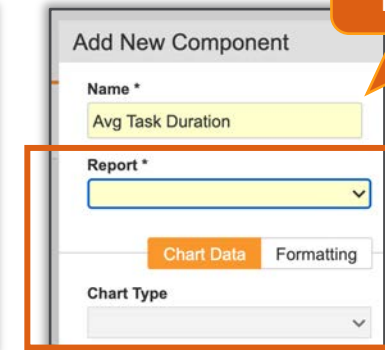 Add New Component
Name *
Avg Task Duration
Report *
Chart Data Formatting
Chart Type